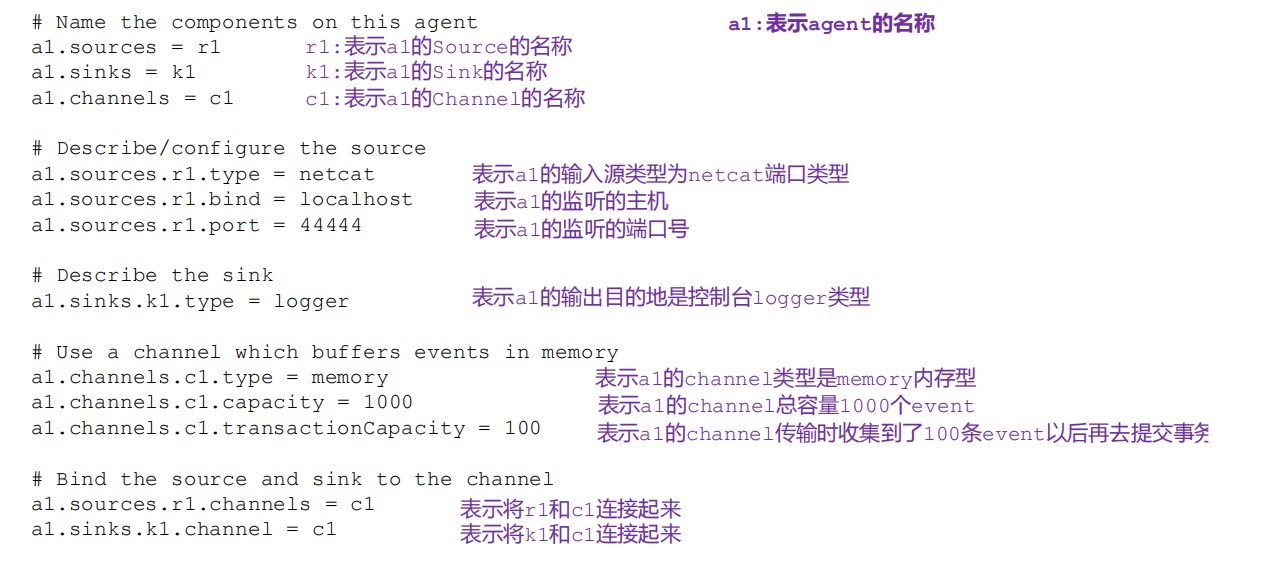 # Name the components on this agent a1:表示agent的名称
a1.sources = r1 r1:表示a1的Source的名称
a1.sinks = k1 k1:表示a1的Sink的名称
a1.channels = c1 c1:表示a1的Channel的名称
# Describe/configure the source
a1.sources.r1.type = netcat 表示a1的输入源类型为netcat端口类型
a1.sources.r1.bind = localhost 表示a1的监听的主机
a1.sources.r1.port = 44444 表示a1的监听的端口号
# Describe the sink
a1.sinks.k1.type = logger 表示a1的输出目的地是控制台logger类型
# Use a channel which buffers events in memory
a1.channels.c1.type = memory 表示a1的channel类型是memory内存型
a1.channels.c1.capacity = 1000 表示a1的channel总容量1000个event
a1.channels.c1.transactionCapacity = 100 表示a1的channel传输时收集到了100条event以后再去提交事务
# Bind the source and sink to the channel
a1.sources.r1.channels = c1 表示将r1和c1连接起来
a1.sinks.k1.channel = c1 表示将k1和c1连接起来